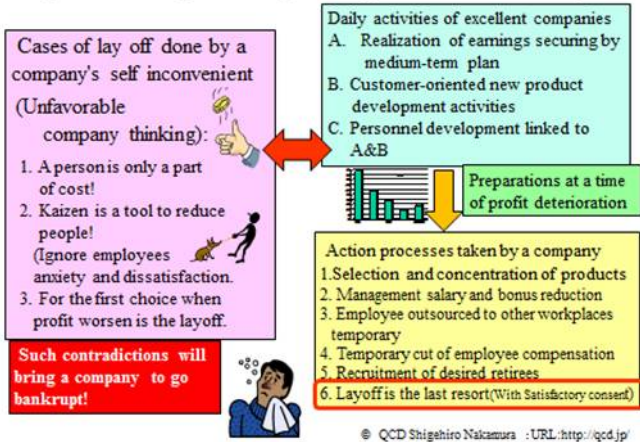 Cases of lay off done by a
company's self inconvenient
(Unfavorable
company thinking):
1. A person is only a part
of cost!
2. Kaizen is a tool to reduce
people!
(Ignore employees
anxiety and dissatisfaction.
3. For the first choice when
profit worsen is the layoff.
Such contradictions will
bring a company to go
bankrupt!
Daily activities of excellent companies
A. Realization of earnings securing by
medium-term plan
B. Customer-oriented new product
development activities
C. Personnel development linked to
A&B
Preparations at a time
of profit deterioration
Action processes taken by a company
1.Selection and concentration of products
2. Management salary and bonus reduction
3. Employee outsourced to other workplaces
temporary
4. Temporary cut of employee compensation
5. Recruitment of desired retirees
6. Layoff is the last resort(With Satisfactory consent)
© QCD Shigehiro Nakamura : URL:http://qcd.jp/